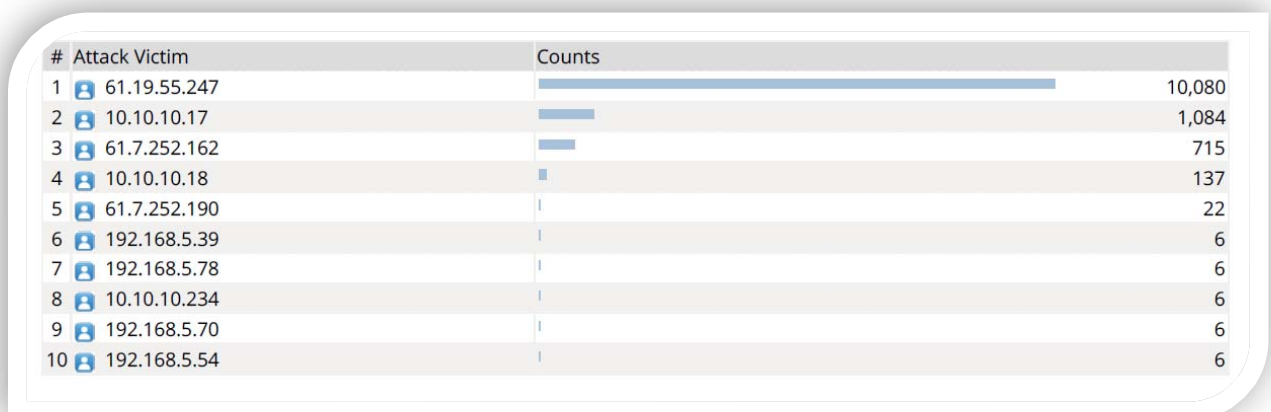 # Attack Victim Counts
1 61.19.55.247 10,080
2 10.10.10.17 1,084
3 61.7.252.162 715
4 10.10.10.18 137
5 61.7.252.190 22
6 192.168.5.39 6
7 192.168.5.78 6
8 10.10.10.234 6
9 192.168.5.70 6
10 192.168.5.54 6